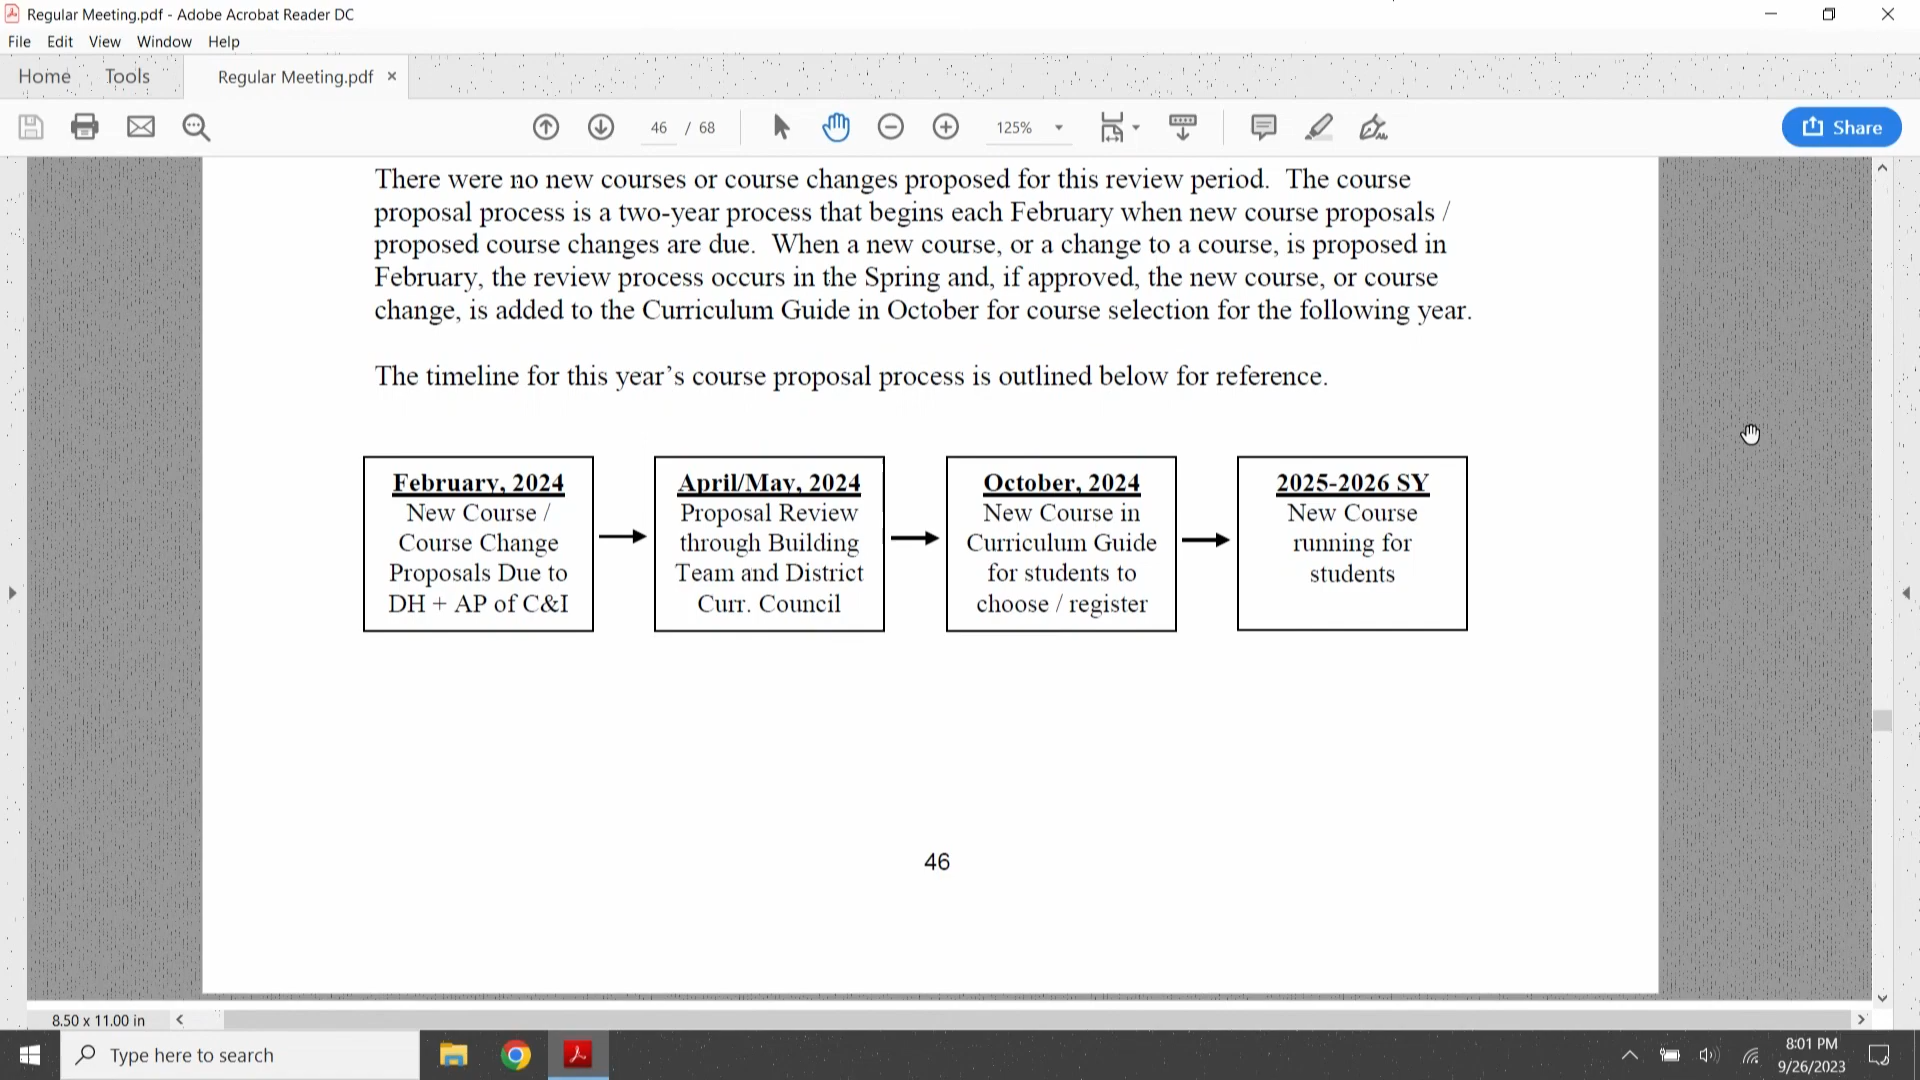 Regular Meeting.pdf - Adobe Acrobat Reader DC
File Edit View Window Help
Home Tools Regular Meeting.pdf ×
46 / 68 125% Share
There were no new courses or course changes proposed for this review period. The course
proposal process is a two-year process that begins each February when new course proposals /
proposed course changes are due. When a new course, or a change to a course, is proposed in
February, the review process occurs in the Spring and, if approved, the new course, or course
change, is added to the Curriculum Guide in October for course selection for the following year.
The timeline for this year’s course proposal process is outlined below for reference.
February, 2024
New Course /
Course Change
Proposals Due to
DH + AP of C&I
April/May, 2024
Proposal Review
through Building
Team and District
Curr. Council
October, 2024
New Course in
Curriculum Guide
for students to
choose / register
2025-2026 SY
New Course
running for
students
46
8.50 x 11.00 in
Type here to search
8:01 PM
9/26/2023